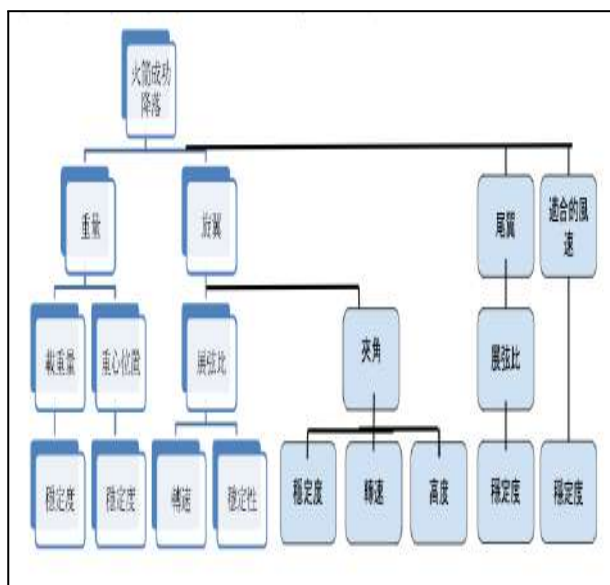 火箭成功
降落
重量
旋翼
尾翼
適合的風
速
載重量
重心位置
展弦比
夾角
展弦比
穩定度
穩定度
轉速
穩定性
穩定度
轉速
高度
穩定度
穩定度